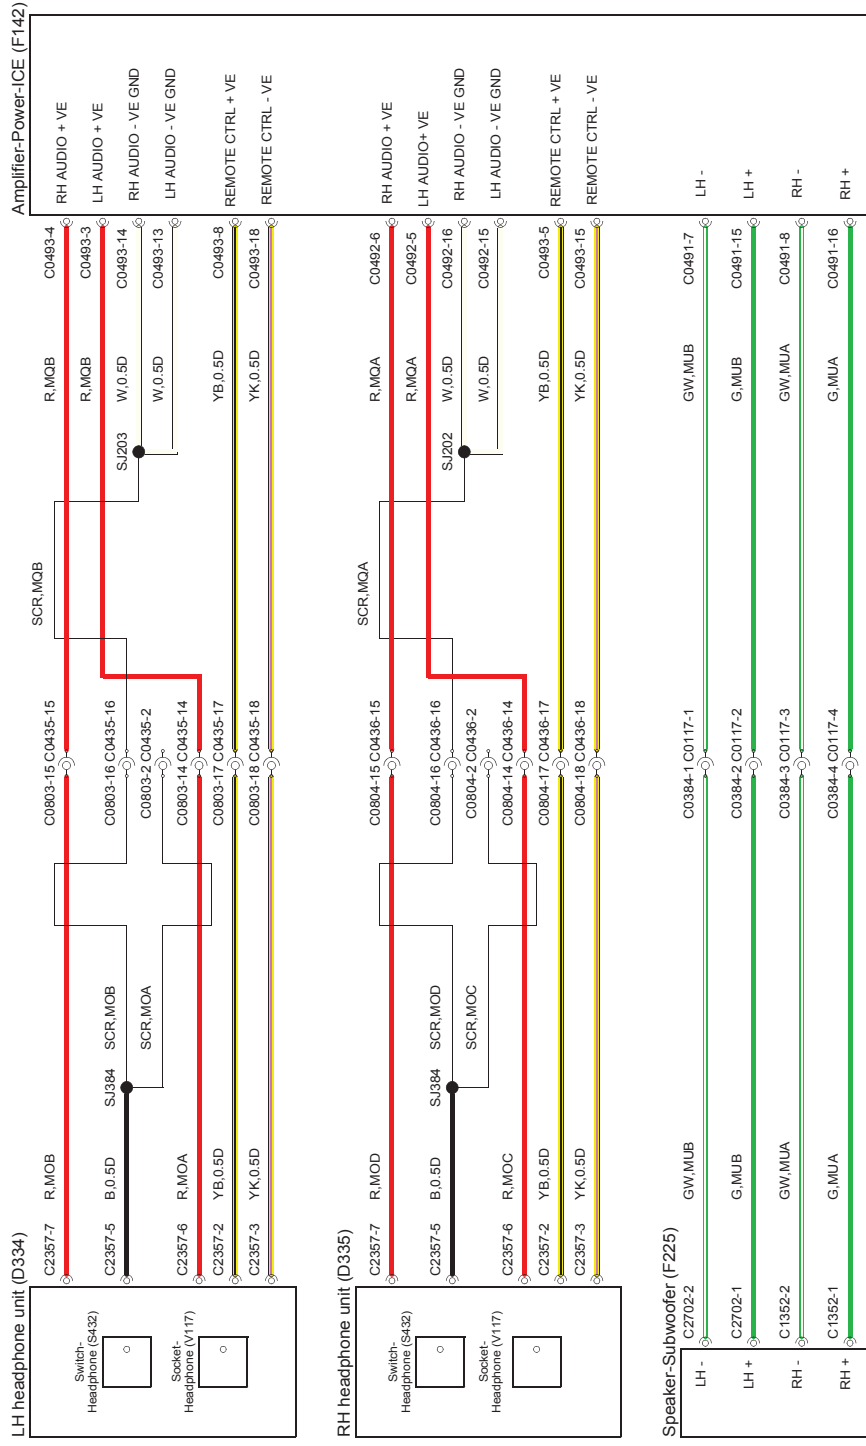 Amplifier-Power-ICE (F142)
RH AUDIO + VE
LH AUDIO + VE
RH AUDIO - VE GND
LH AUDIO - VE GND
REMOTE CTRL + VE
REMOTE CTRL - VE
RH AUDIO + VE
LH AUDIO+ VE
RH AUDIO - VE GND
LH AUDIO - VE GND
REMOTE CTRL + VE
REMOTE CTRL - VE
LH -
LH +
RH -
RH +
C0493-4
C0493-3
C0493-14
C0493-13
C0493-8
C0493-18
C0492-6
C0492-5
C0492-16
C0492-15
C0493-5
C0493-15
C0491-7
C0491-15
C0491-8
C0491-16
R,MQB
R,MQB
W,0.5D
W,0.5D
YB,0.5D
YK,0.5D
R,MQA
R,MQA
W,0.5D
W,0.5D
YB,0.5D
YK,0.5D
GW,MUB
G,MUB
GW,MUA
G,MUA
SJ203
SJ202
SCR,MQB
SCR,MQA
C0803-15 C0435-15
C0803-16 C0435-16
C0803-2 C0435-2
C0803-14 C0435-14
C0803-17 C0435-17
C0803-18 C0435-18
C0804-15 C0436-15
C0804-16 C0436-16
C0804-2 C0436-2
C0804-14 C0436-14
C0804-17 C0436-17
C0804-18 C0436-18
C0384-1 C0117-1
C0384-2 C0117-2
C0384-3 C0117-3
C0384-4 C0117-4
SCR,MOB
SCR,MOA
SCR,MOD
SCR,MOC
SJ384
SJ384
R,MOB
B,0.5D
R,MOA
YB,0.5D
YK,0.5D
R,MOD
B,0.5D
R,MOC
YB,0.5D
YK,0.5D
GW,MUB
G,MUB
GW,MUA
G,MUA
C2357-7
C2357-5
C2357-6
C2357-2
C2357-3
C2357-7
C2357-5
C2357-6
C2357-2
C2357-3
C2702-2
C2702-1
C1352-2
C1352-1
LH headphone unit (D334)
Switch-
Headphone (S432)
Socket-
Headphone (V117)
RH headphone unit (D335)
Switch-
Headphone (S432)
Socket-
Headphone (V117)
Speaker-Subwoofer (F225)
LH -
LH +
RH -
RH +